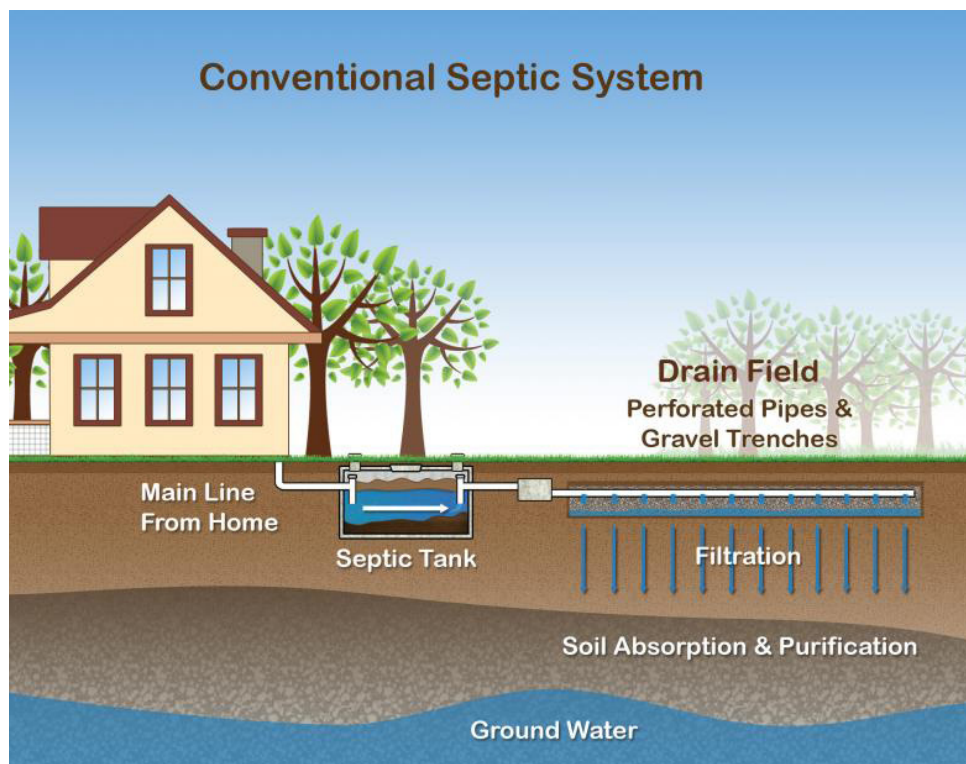 Conventional Septic System
Drain Field
Perforated Pipes &
Gravel Trenches
Main Line
From Home
Septic Tank
Filtration
Soil Absorption & Purification
Ground Water